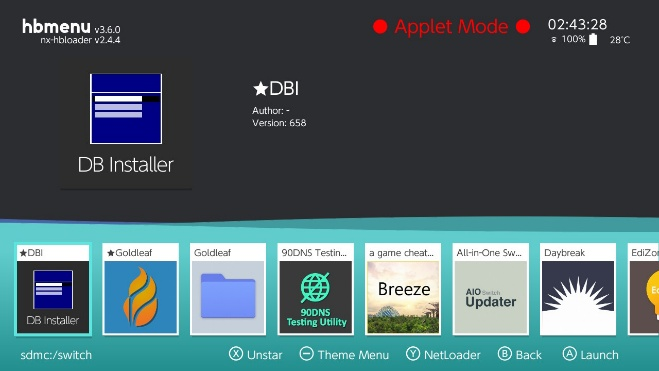 hbmenu v3.6.0
nx-hbloader v2.4.4
Applet Mode
02:43:28
100%
28°C
DB Installer
★DBI
Author: -
Version: 658
★DBI
★Goldleaf
Goldleaf
90DNS Testin...
a game cheat...
All-in-One Sw...
Daybreak
EdiZon
DB Installer
90DNS
Testing Utility
Breeze
AIO Switch
Updater
sdmc:/switch
X Unstar
Theme Menu
Y NetLoader
B Back
A Launch